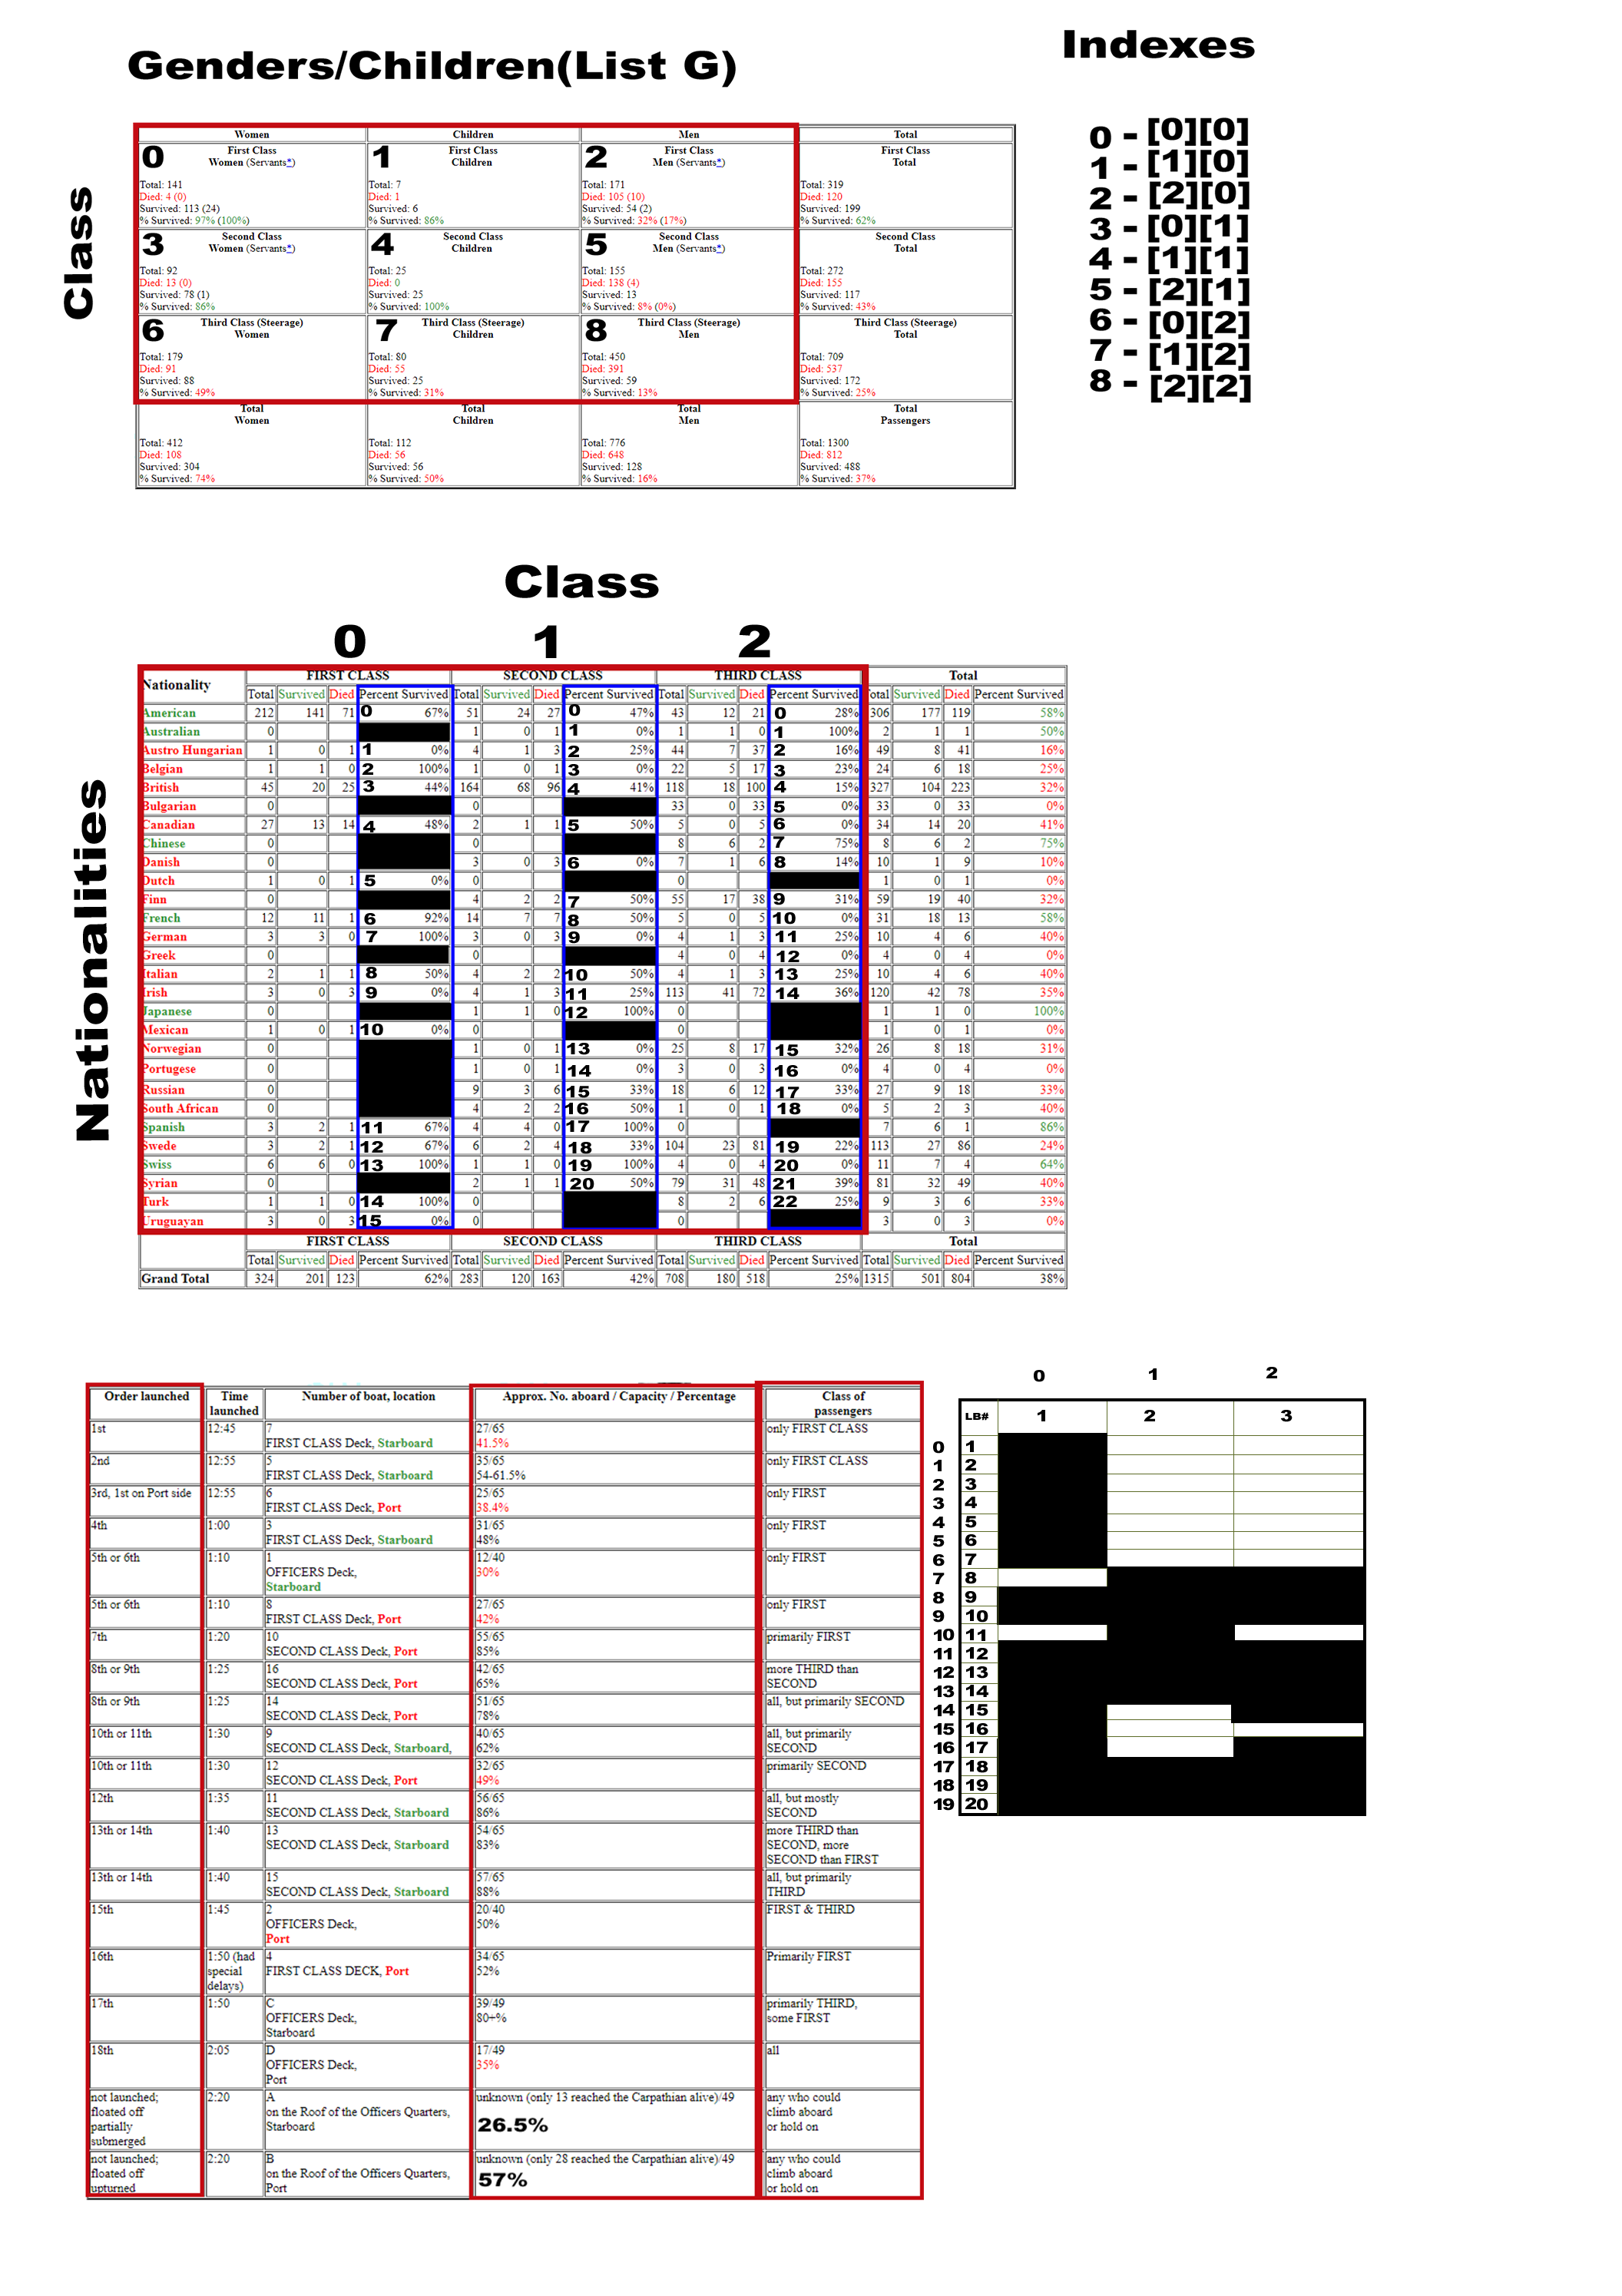 Genders/Children(List G)
Indexes
Class
Women Children Men Total
0 First Class Women (Servants*) 1 First Class Children 2 First Class Men (Servants*) First Class Total
Total: 141 Total: 7 Total: 171 Total: 319
Died: 4 (0) Died: 1 Died: 105 (10) Died: 120
Survived: 113 (24) Survived: 6 Survived: 54 (2) Survived: 199
% Survived: 97% (100%) % Survived: 86% % Survived: 32% (17%) % Survived: 62%
3 Second Class Women (Servants*) 4 Second Class Children 5 Second Class Men (Servants*) Second Class Total
Total: 92 Total: 25 Total: 155 Total: 272
Died: 13 (0) Died: 0 Died: 138 (4) Died: 155
Survived: 78 (1) Survived: 25 Survived: 13 Survived: 117
% Survived: 86% % Survived: 100% % Survived: 8% (0%) % Survived: 43%
6 Third Class (Steerage) Women 7 Third Class (Steerage) Children 8 Third Class (Steerage) Men Third Class (Steerage) Total
Total: 179 Total: 80 Total: 450 Total: 709
Died: 91 Died: 55 Died: 391 Died: 537
Survived: 88 Survived: 25 Survived: 59 Survived: 172
% Survived: 49% % Survived: 31% % Survived: 13% % Survived: 25%
Total Women Total Children Total Men Total Passengers
Total: 412 Total: 112 Total: 776 Total: 1300
Died: 108 Died: 56 Died: 648 Died: 812
Survived: 304 Survived: 56 Survived: 128 Survived: 488
% Survived: 74% % Survived: 50% % Survived: 16% % Survived: 37%
0 - [0][0]
1 - [1][0]
2 - [2][0]
3 - [0][1]
4 - [1][1]
5 - [2][1]
6 - [0][2]
7 - [1][2]
8 - [2][2]
Class
0 1 2
Nationalities
Nationality FIRST CLASS SECOND CLASS THIRD CLASS Total
Total Survived Died Percent Survived Total Survived Died Percent Survived Total Survived Died Percent Survived Total Survived Died Percent Survived
American 212 141 71 0 67% 51 24 27 0 47% 43 12 21 0 28% 306 177 119 58%
Australian 0 1 0 1 1 0% 1 1 0 1 100% 2 1 1 50%
Austro Hungarian 1 0 1 1 0% 4 1 3 2 25% 44 7 37 2 16% 49 8 41 16%
Belgian 1 1 0 2 100% 1 0 1 3 0% 22 5 17 3 23% 24 6 18 25%
British 45 20 25 3 44% 164 68 96 4 41% 118 18 100 4 15% 327 104 223 32%
Bulgarian 0 0 33 0 33 5 0% 33 0 33 0%
Canadian 27 13 14 4 48% 2 1 1 5 50% 5 0 5 6 0% 34 14 20 41%
Chinese 0 0 8 6 2 7 75% 8 6 2 75%
Danish 0 3 0 3 6 0% 7 1 6 8 14% 10 1 9 10%
Dutch 1 0 1 5 0% 0 0 1 0 1 0%
Finn 0 4 2 2 7 50% 55 17 38 9 31% 59 19 40 32%
French 12 11 1 6 92% 14 7 7 8 50% 5 0 5 10 0% 31 18 13 58%
German 3 3 0 7 100% 3 0 3 9 0% 4 1 3 11 25% 10 4 6 40%
Greek 0 0 4 0 4 12 0% 4 0 4 0%
Italian 2 1 1 8 50% 4 2 2 10 50% 4 1 3 13 25% 10 4 6 40%
Irish 3 0 3 9 0% 4 1 3 11 25% 113 41 72 14 36% 120 42 78 35%
Japanese 0 1 1 0 12 100% 0 1 1 0 100%
Mexican 1 0 1 10 0% 0 0 1 0 1 0%
Norwegian 0 1 0 1 13 0% 25 8 17 15 32% 26 8 18 31%
Portugese 0 1 0 1 14 0% 3 0 3 16 0% 4 0 4 0%
Russian 0 9 3 6 15 33% 18 6 12 17 33% 27 9 18 33%
South African 0 4 2 2 16 50% 1 0 1 18 0% 5 2 3 40%
Spanish 3 2 1 11 67% 4 4 0 17 100% 0 7 6 1 86%
Swede 3 2 1 12 67% 6 2 4 18 33% 104 23 81 19 22% 113 27 86 24%
Swiss 6 6 0 13 100% 1 1 0 19 100% 4 0 4 20 0% 11 7 4 64%
Syrian 0 2 1 1 20 50% 79 31 48 21 39% 81 32 49 40%
Turk 1 1 0 14 100% 0 8 2 6 22 25% 9 3 6 33%
Uruguayan 3 0 3 15 0% 0 0 3 0 3 0%
FIRST CLASS SECOND CLASS THIRD CLASS Total
Total Survived Died Percent Survived Total Survived Died Percent Survived Total Survived Died Percent Survived Total Survived Died Percent Survived
Grand Total 324 201 123 62% 283 120 163 42% 708 180 518 25% 1315 501 804 38%
Order launched Time launched Number of boat, location Approx. No. aboard / Capacity / Percentage Class of passengers
1st 12:45 7 27/65 only FIRST CLASS
FIRST CLASS Deck, Starboard 41.5%
2nd 12:55 5 35/65 only FIRST CLASS
FIRST CLASS Deck, Starboard 54-61.5%
3rd, 1st on Port side 12:55 6 25/65 only FIRST
FIRST CLASS Deck, Port 38.4%
4th 1:00 3 31/65 only FIRST
FIRST CLASS Deck, Starboard 48%
5th or 6th 1:10 1 12/40 only FIRST
OFFICERS Deck, 30%
Starboard
5th or 6th 1:10 8 27/65 only FIRST
FIRST CLASS Deck, Port 42%
7th 1:20 10 55/65 primarily FIRST
SECOND CLASS Deck, Port 85%
8th or 9th 1:25 16 42/65 more THIRD than
SECOND CLASS Deck, Port 65% SECOND
8th or 9th 1:25 14 51/65 all, but primarily SECOND
SECOND CLASS Deck, Port 78%
10th or 11th 1:30 9 40/65 all, but primarily
SECOND CLASS Deck, Starboard, 62% SECOND
10th or 11th 1:30 12 32/65 primarily SECOND
SECOND CLASS Deck, Port 49%
12th 1:35 11 56/65 all, but mostly
SECOND CLASS Deck, Starboard 86% SECOND
13th or 14th 1:40 13 54/65 more THIRD than
SECOND CLASS Deck, Starboard 83% SECOND, more
SECOND than FIRST
13th or 14th 1:40 15 57/65 all, but primarily
SECOND CLASS Deck, Starboard 88% THIRD
15th 1:45 2 20/40 FIRST & THIRD
OFFICERS Deck, 50%
Port
16th 1:50 (had 4 34/65 Primarily FIRST
special FIRST CLASS DECK, Port 52%
delays)
17th 1:50 C 39/49 primarily THIRD,
OFFICERS Deck, 80+% some FIRST
Starboard
18th 2:05 D 17/49 all
OFFICERS Deck, 35%
Port
not launched; 2:20 A unknown (only 13 reached the Carpathian alive)/49 any who could
floated off on the Roof of the Officers Quarters, climb aboard
partially Starboard 26.5% or hold on
submerged
not launched; 2:20 B unknown (only 28 reached the Carpathian alive)/49 any who could
floated off on the Roof of the Officers Quarters, climb aboard
upturned Port 57% or hold on
0 1 2
LB# 1 2 3
0 1
1 2
2 3
3 4
4 5
5 6
6 7
7 8
8 9
9 10
10 11
11 12
12 13
13 14
14 15
15 16
16 17
17 18
18 19
19 20